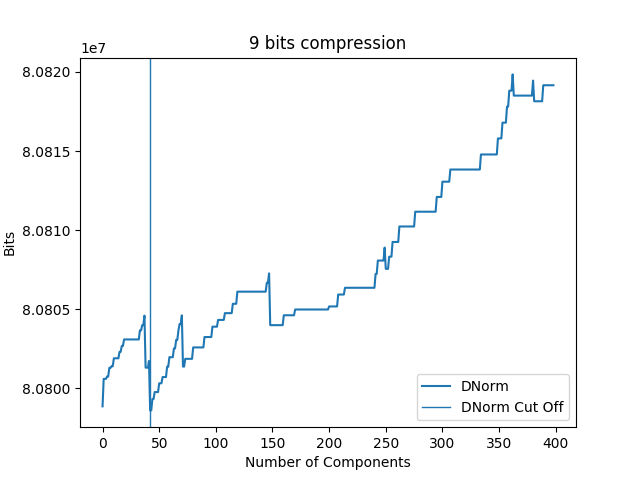 9 bits compression
1e7
8.0820
8.0815
8.0810
8.0805
8.0800
Bits
0 50 100 150 200 250 300 350 400
Number of Components
DNorm
DNorm Cut Off